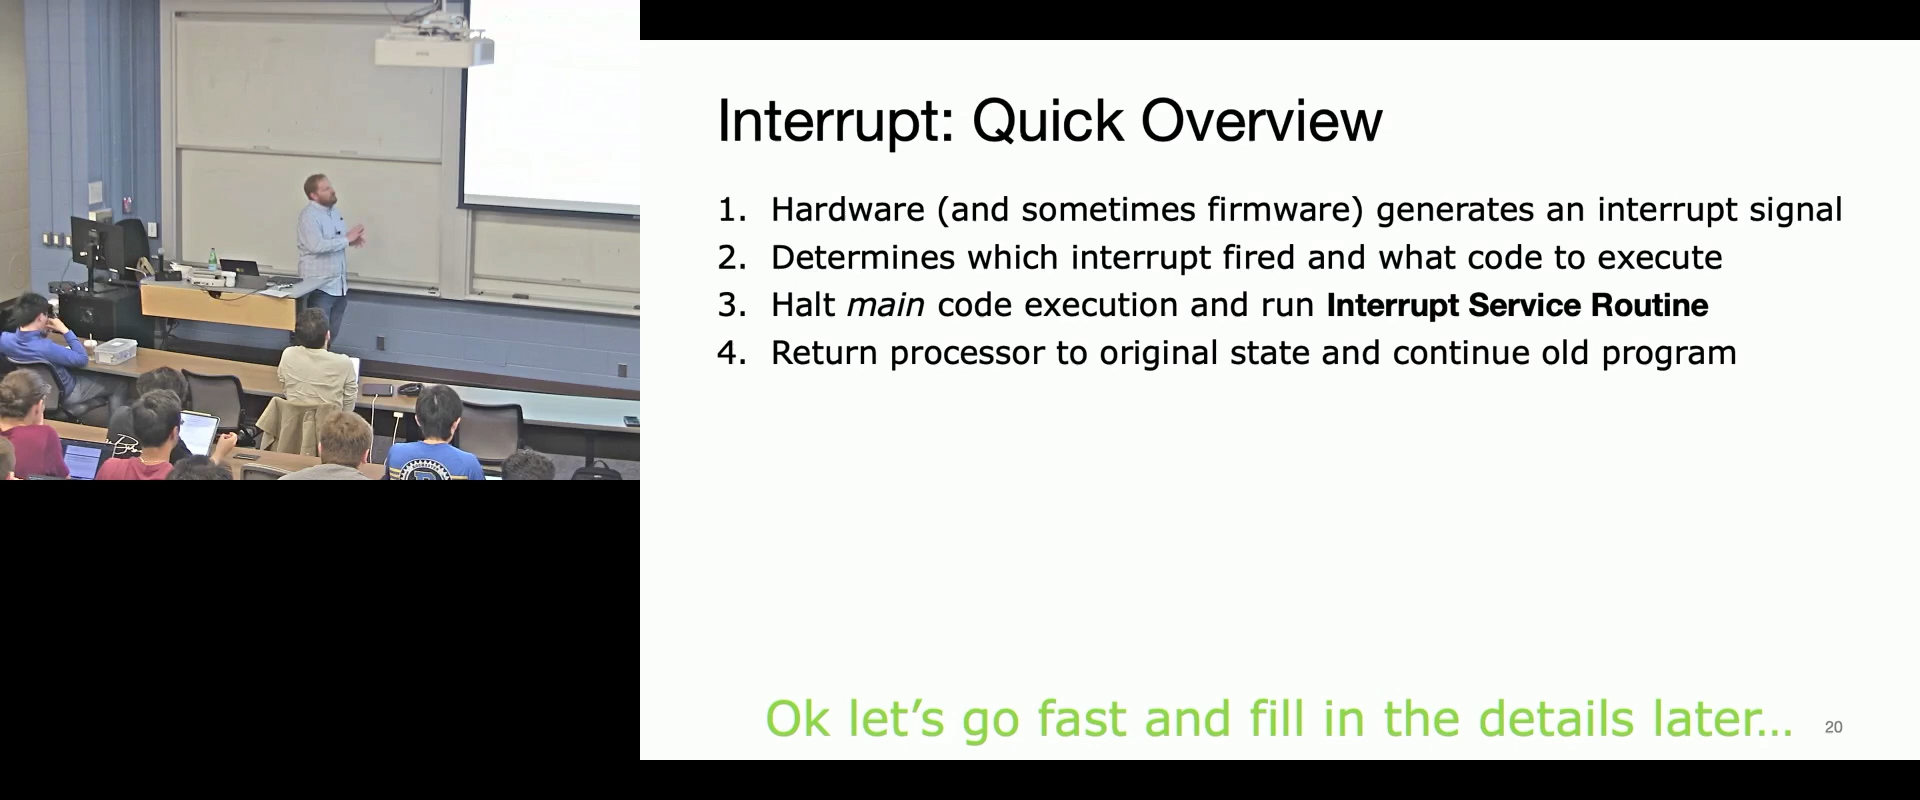 Interrupt: Quick Overview
1. Hardware (and sometimes firmware) generates an interrupt signal
2. Determines which interrupt fired and what code to execute
3. Halt main code execution and run Interrupt Service Routine
4. Return processor to original state and continue old program
Ok let’s go fast and fill in the details later...
20